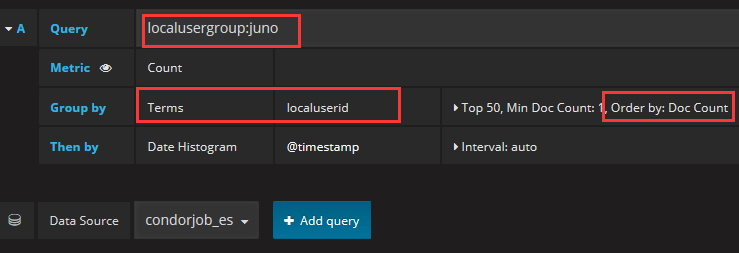 A Query localusergroup:juno
Metric Count
Group by Terms localuserid Top 50, Min Doc Count: 1, Order by: Doc Count
Then by Date Histogram @timestamp Interval: auto
Data Source condorjob_es + Add query